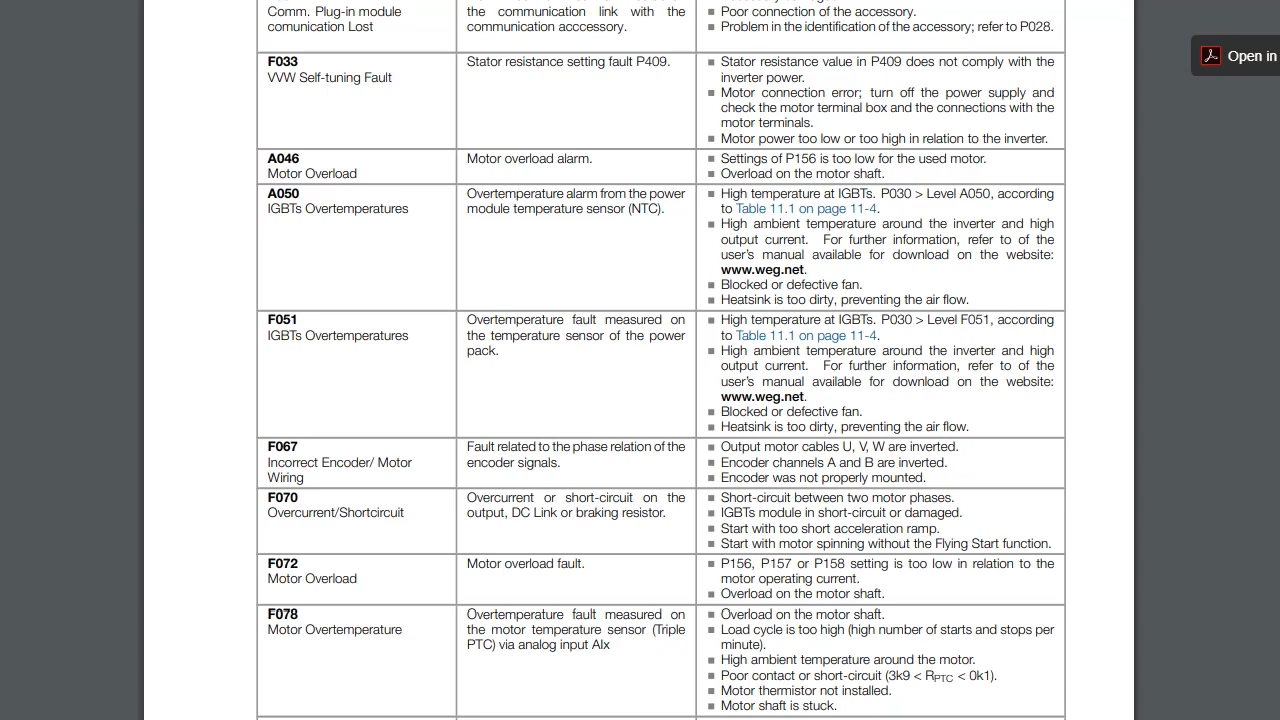 Comm. Plug-in module
comunication Lost
the communication link with the
communication acccessory.
Poor connection of the accessory.
Problem in the identification of the accessory; refer to P028.
F033
VVW Self-tuning Fault
Stator resistance setting fault P409.
Stator resistance value in P409 does not comply with the
inverter power.
Motor connection error; turn off the power supply and
check the motor terminal box and the connections with the
motor terminals.
Motor power too low or too high in relation to the inverter.
A046
Motor Overload
Motor overload alarm.
Settings of P156 is too low for the used motor.
Overload on the motor shaft.
A050
IGBTs Overtemperatures
Overtemperature alarm from the power
module temperature sensor (NTC).
High temperature at IGBTs. P030 > Level A050, according
to Table 11.1 on page 11-4.
High ambient temperature around the inverter and high
output current. For further information, refer to of the
user's manual available for download on the website:
www.weg.net.
Blocked or defective fan.
Heatsink is too dirty, preventing the air flow.
F051
IGBTs Overtemperatures
Overtemperature fault measured on
the temperature sensor of the power
pack.
High temperature at IGBTs. P030 > Level F051, according
to Table 11.1 on page 11-4.
High ambient temperature around the inverter and high
output current. For further information, refer to of the
user's manual available for download on the website:
www.weg.net.
Blocked or defective fan.
Heatsink is too dirty, preventing the air flow.
F067
Incorrect Encoder/ Motor
Wiring
Fault related to the phase relation of the
encoder signals.
Output motor cables U, V, W are inverted.
Encoder channels A and B are inverted.
Encoder was not properly mounted.
F070
Overcurrent/Shortcircuit
Overcurrent or short-circuit on the
output, DC Link or braking resistor.
Short-circuit between two motor phases.
IGBTs module in short-circuit or damaged.
Start with too short acceleration ramp.
Start with motor spinning without the Flying Start function.
F072
Motor Overload
Motor overload fault.
P156, P157 or P158 setting is too low in relation to the
motor operating current.
Overload on the motor shaft.
F078
Motor Overtemperature
Overtemperature fault measured on
the motor temperature sensor (Triple
PTC) via analog input AIx
Overload on the motor shaft.
Load cycle is too high (high number of starts and stops per
minute).
High ambient temperature around the motor.
Poor contact or short-circuit (3k9 < RPTC < 0k1).
Motor thermistor not installed.
Motor shaft is stuck.
Open in